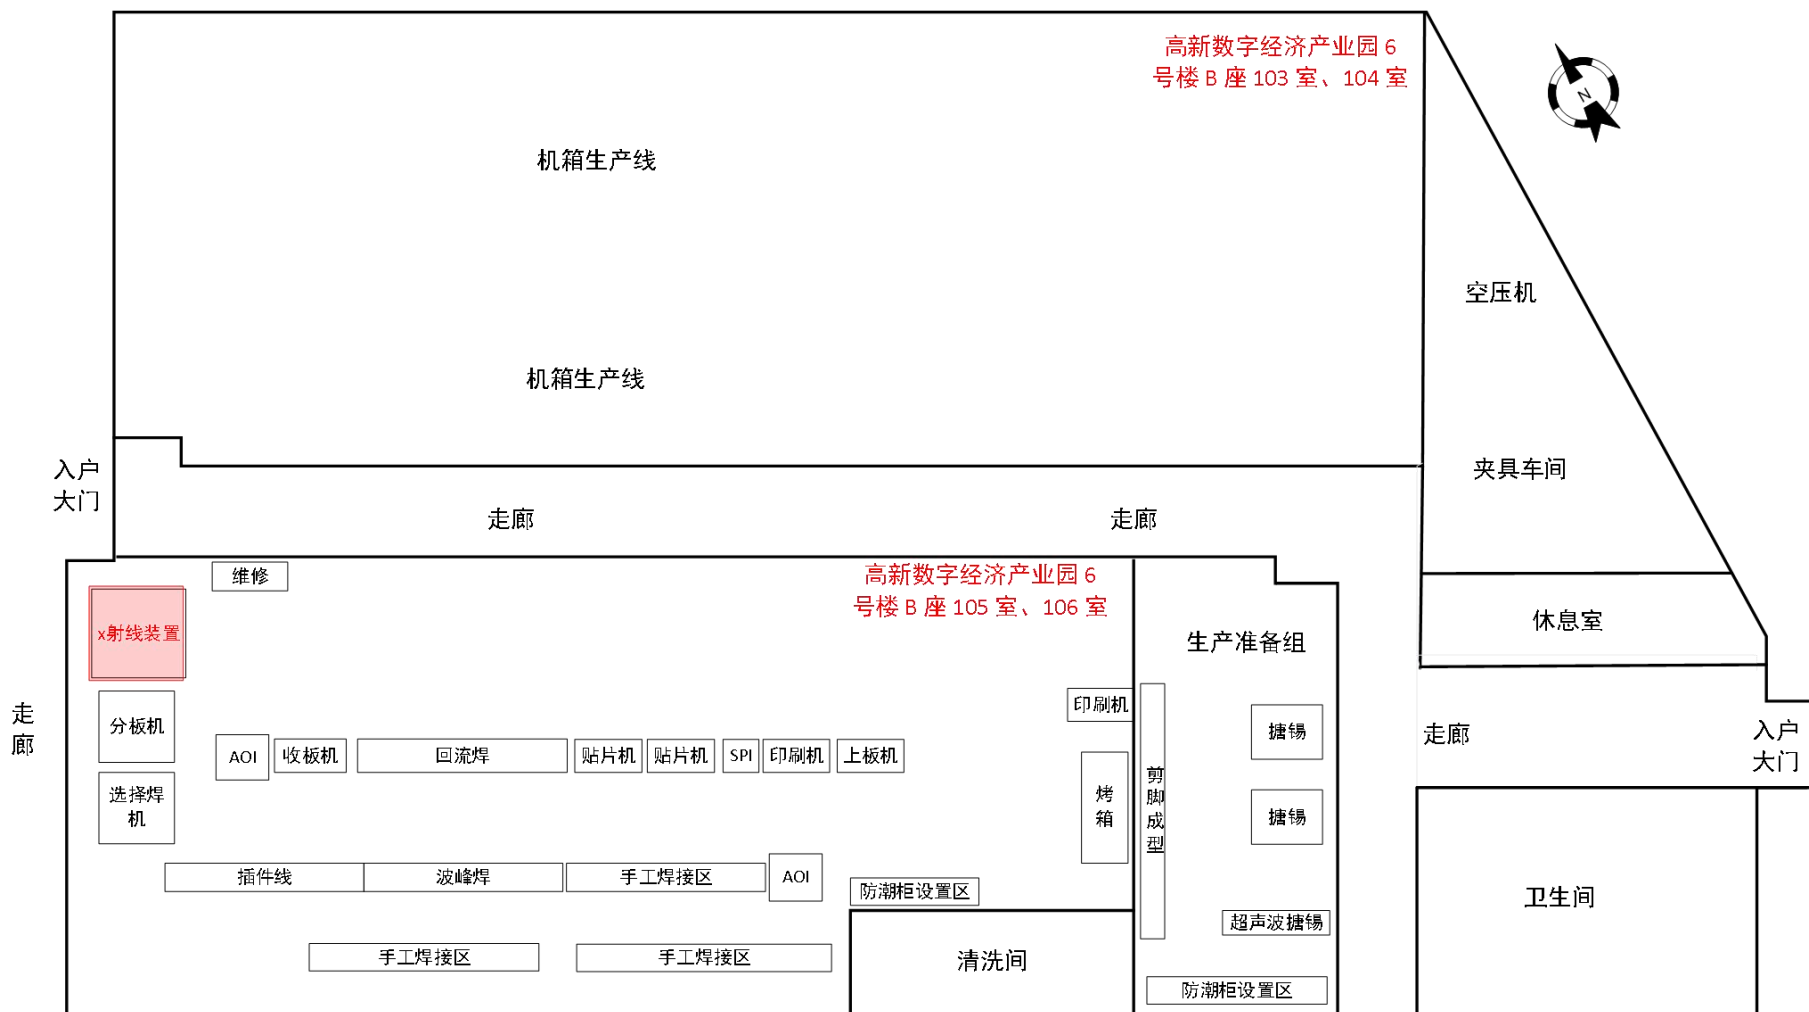 高新数字经济产业园 6
号楼 B 座 103 室、104 室
N
机箱生产线
空压机
机箱生产线
入户
大门
夹具车间
走廊
走廊
维修
高新数字经济产业园 6
号楼 B 座 105 室、106 室
x射线装置
休息室
生产准备组
走
廊
分板机
印刷机
AOI
收板机
回流焊
贴片机
贴片机
SPI
印刷机
上板机
搪锡
走廊
入户
大门
选择焊
机
烤
箱
剪
脚
成
型
搪锡
插件线
波峰焊
手工焊接区
AOI
防潮柜设置区
卫生间
超声波搪锡
手工焊接区
手工焊接区
清洗间
防潮柜设置区